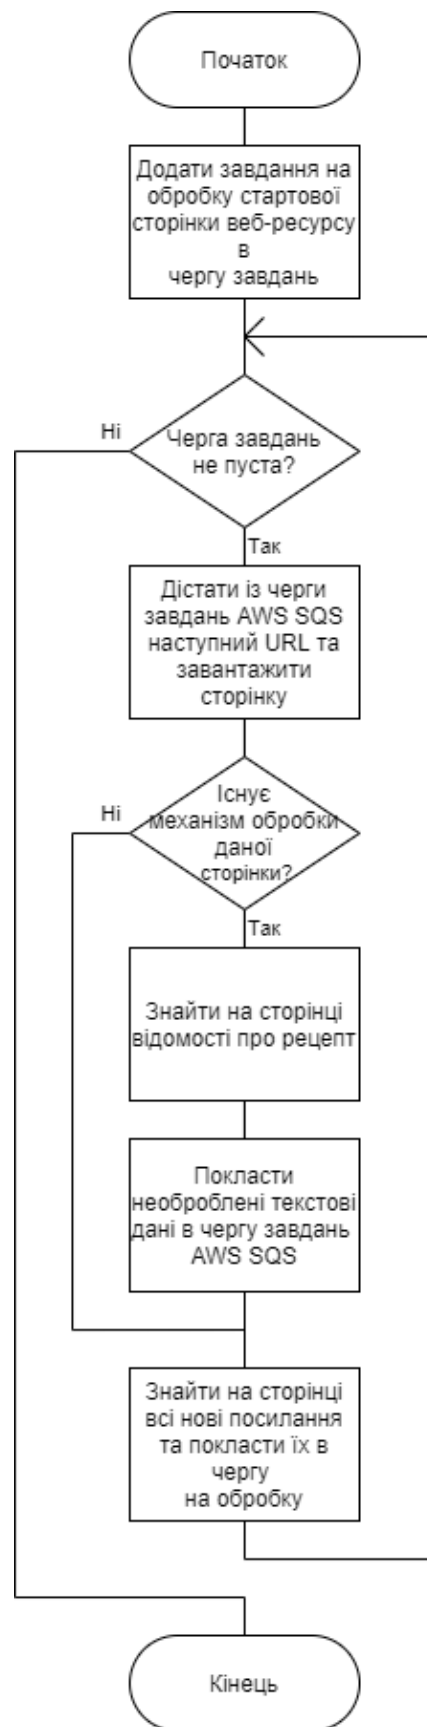 Початок
Додати завдання на
обробку стартової
сторінки веб-ресурсу
в
чергу завдань
Ні
Черга завдань
не пуста?
Так
Дістати із черги
завдань AWS SQS
наступний URL та
завантажити
сторінку
Ні
Існує
механізм обробки
даної
сторінки?
Так
Знайти на сторінці
відомості про рецепт
Покласти
необроблені текстові
дані в чергу завдань
AWS SQS
Знайти на сторінці
всі нові посилання
та покласти їх в
чергу
на обробку
Кінець